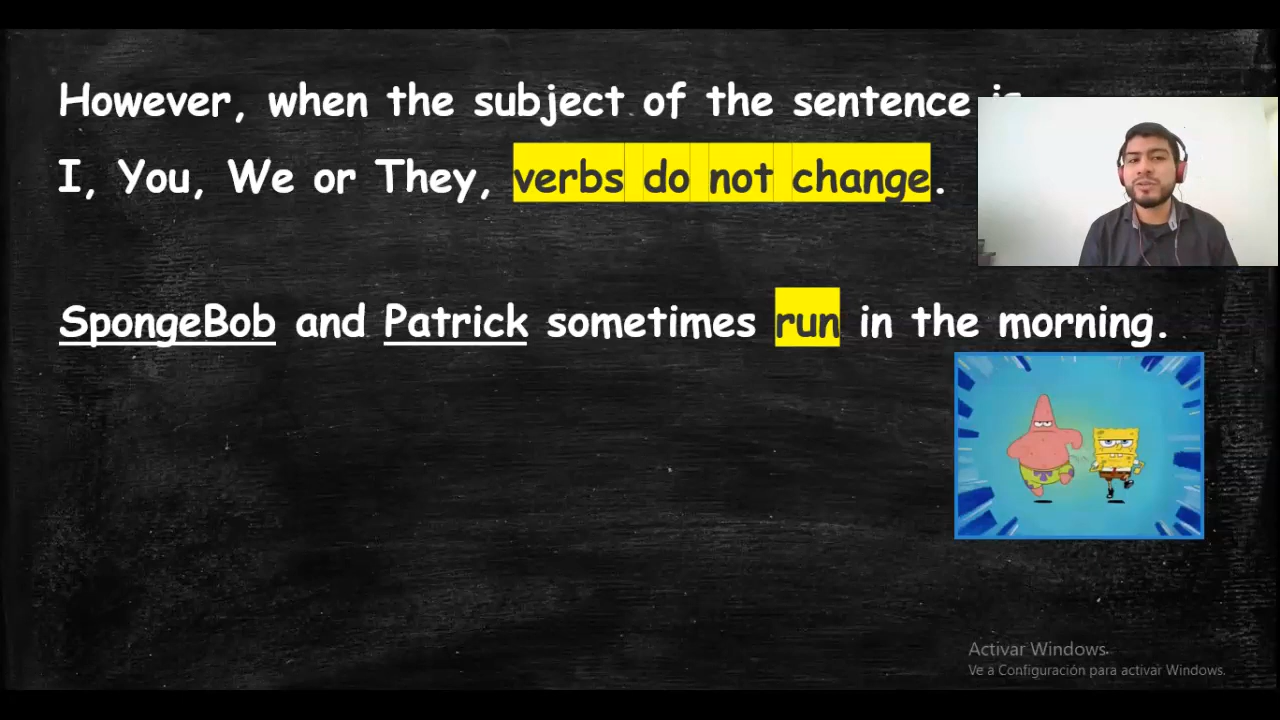 However, when the subject of the sentence is
I, You, We or They, verbs do not change.
SpongeBob and Patrick sometimes run in the morning.
Activar Windows
Ve a Configuración para activar Windows.